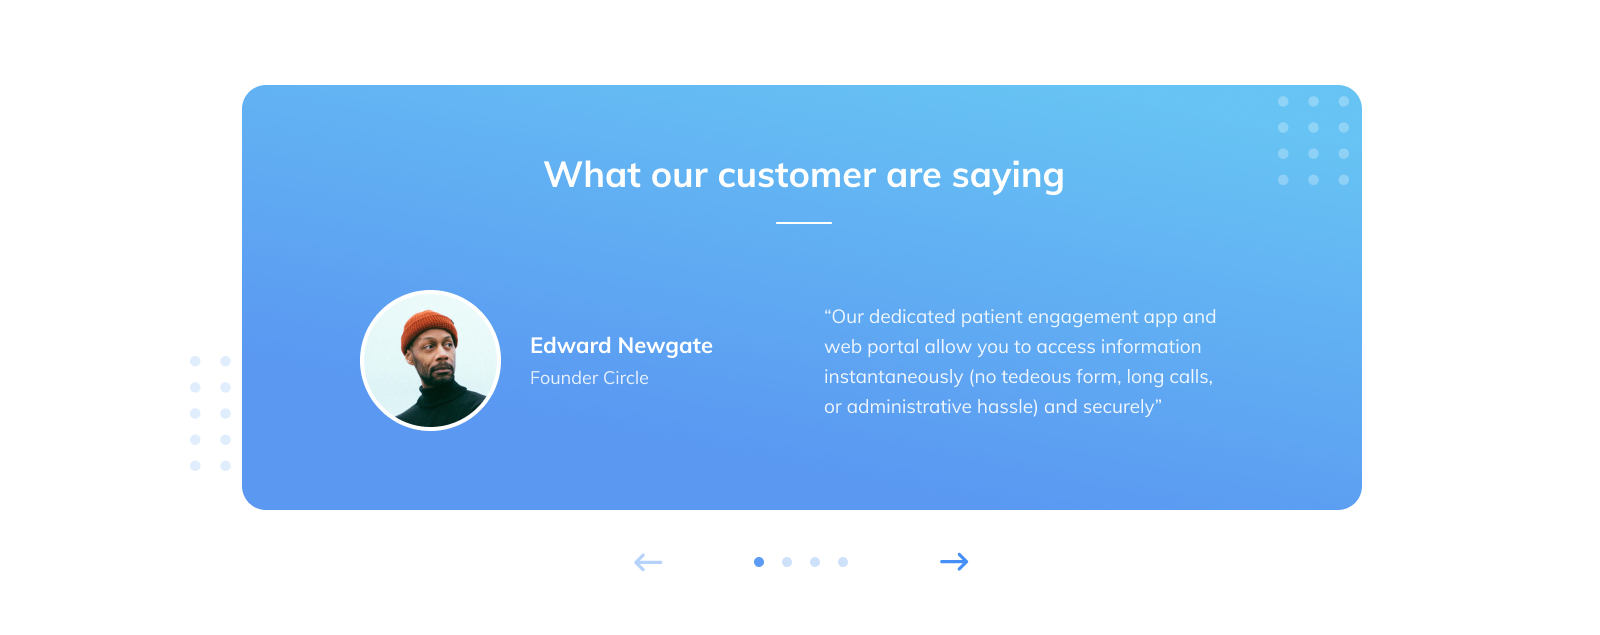 What our customer are saying
Edward Newgate
Founder Circle
“Our dedicated patient engagement app and
web portal allow you to access information
instantaneously (no tedeous form, long calls,
or administrative hassle) and securely”